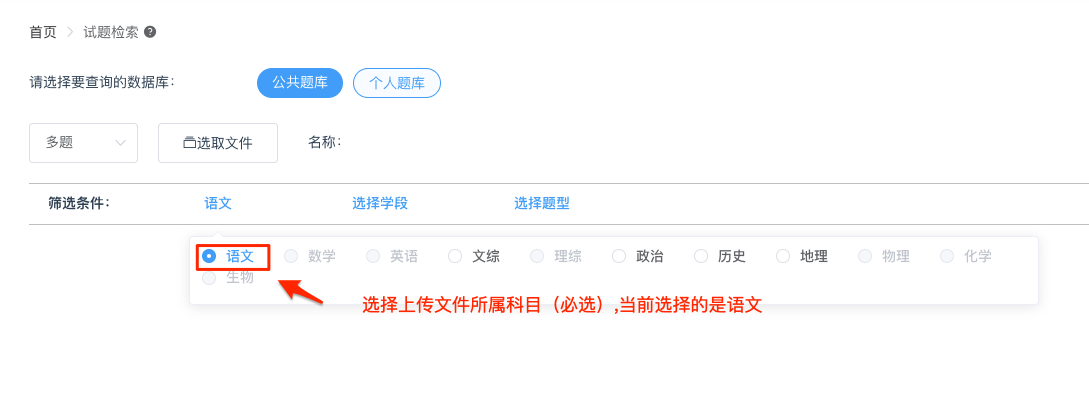 首页 > 试题检索 ?
请选择要查询的数据库：
公共题库 个人题库
多题 选取文件 名称：
筛选条件： 语文 选择学段 选择题型
语文 数学 英语 文综 理综 政治 历史 地理 物理 化学
生物
选择上传文件所属科目（必选）,当前选择的是语文